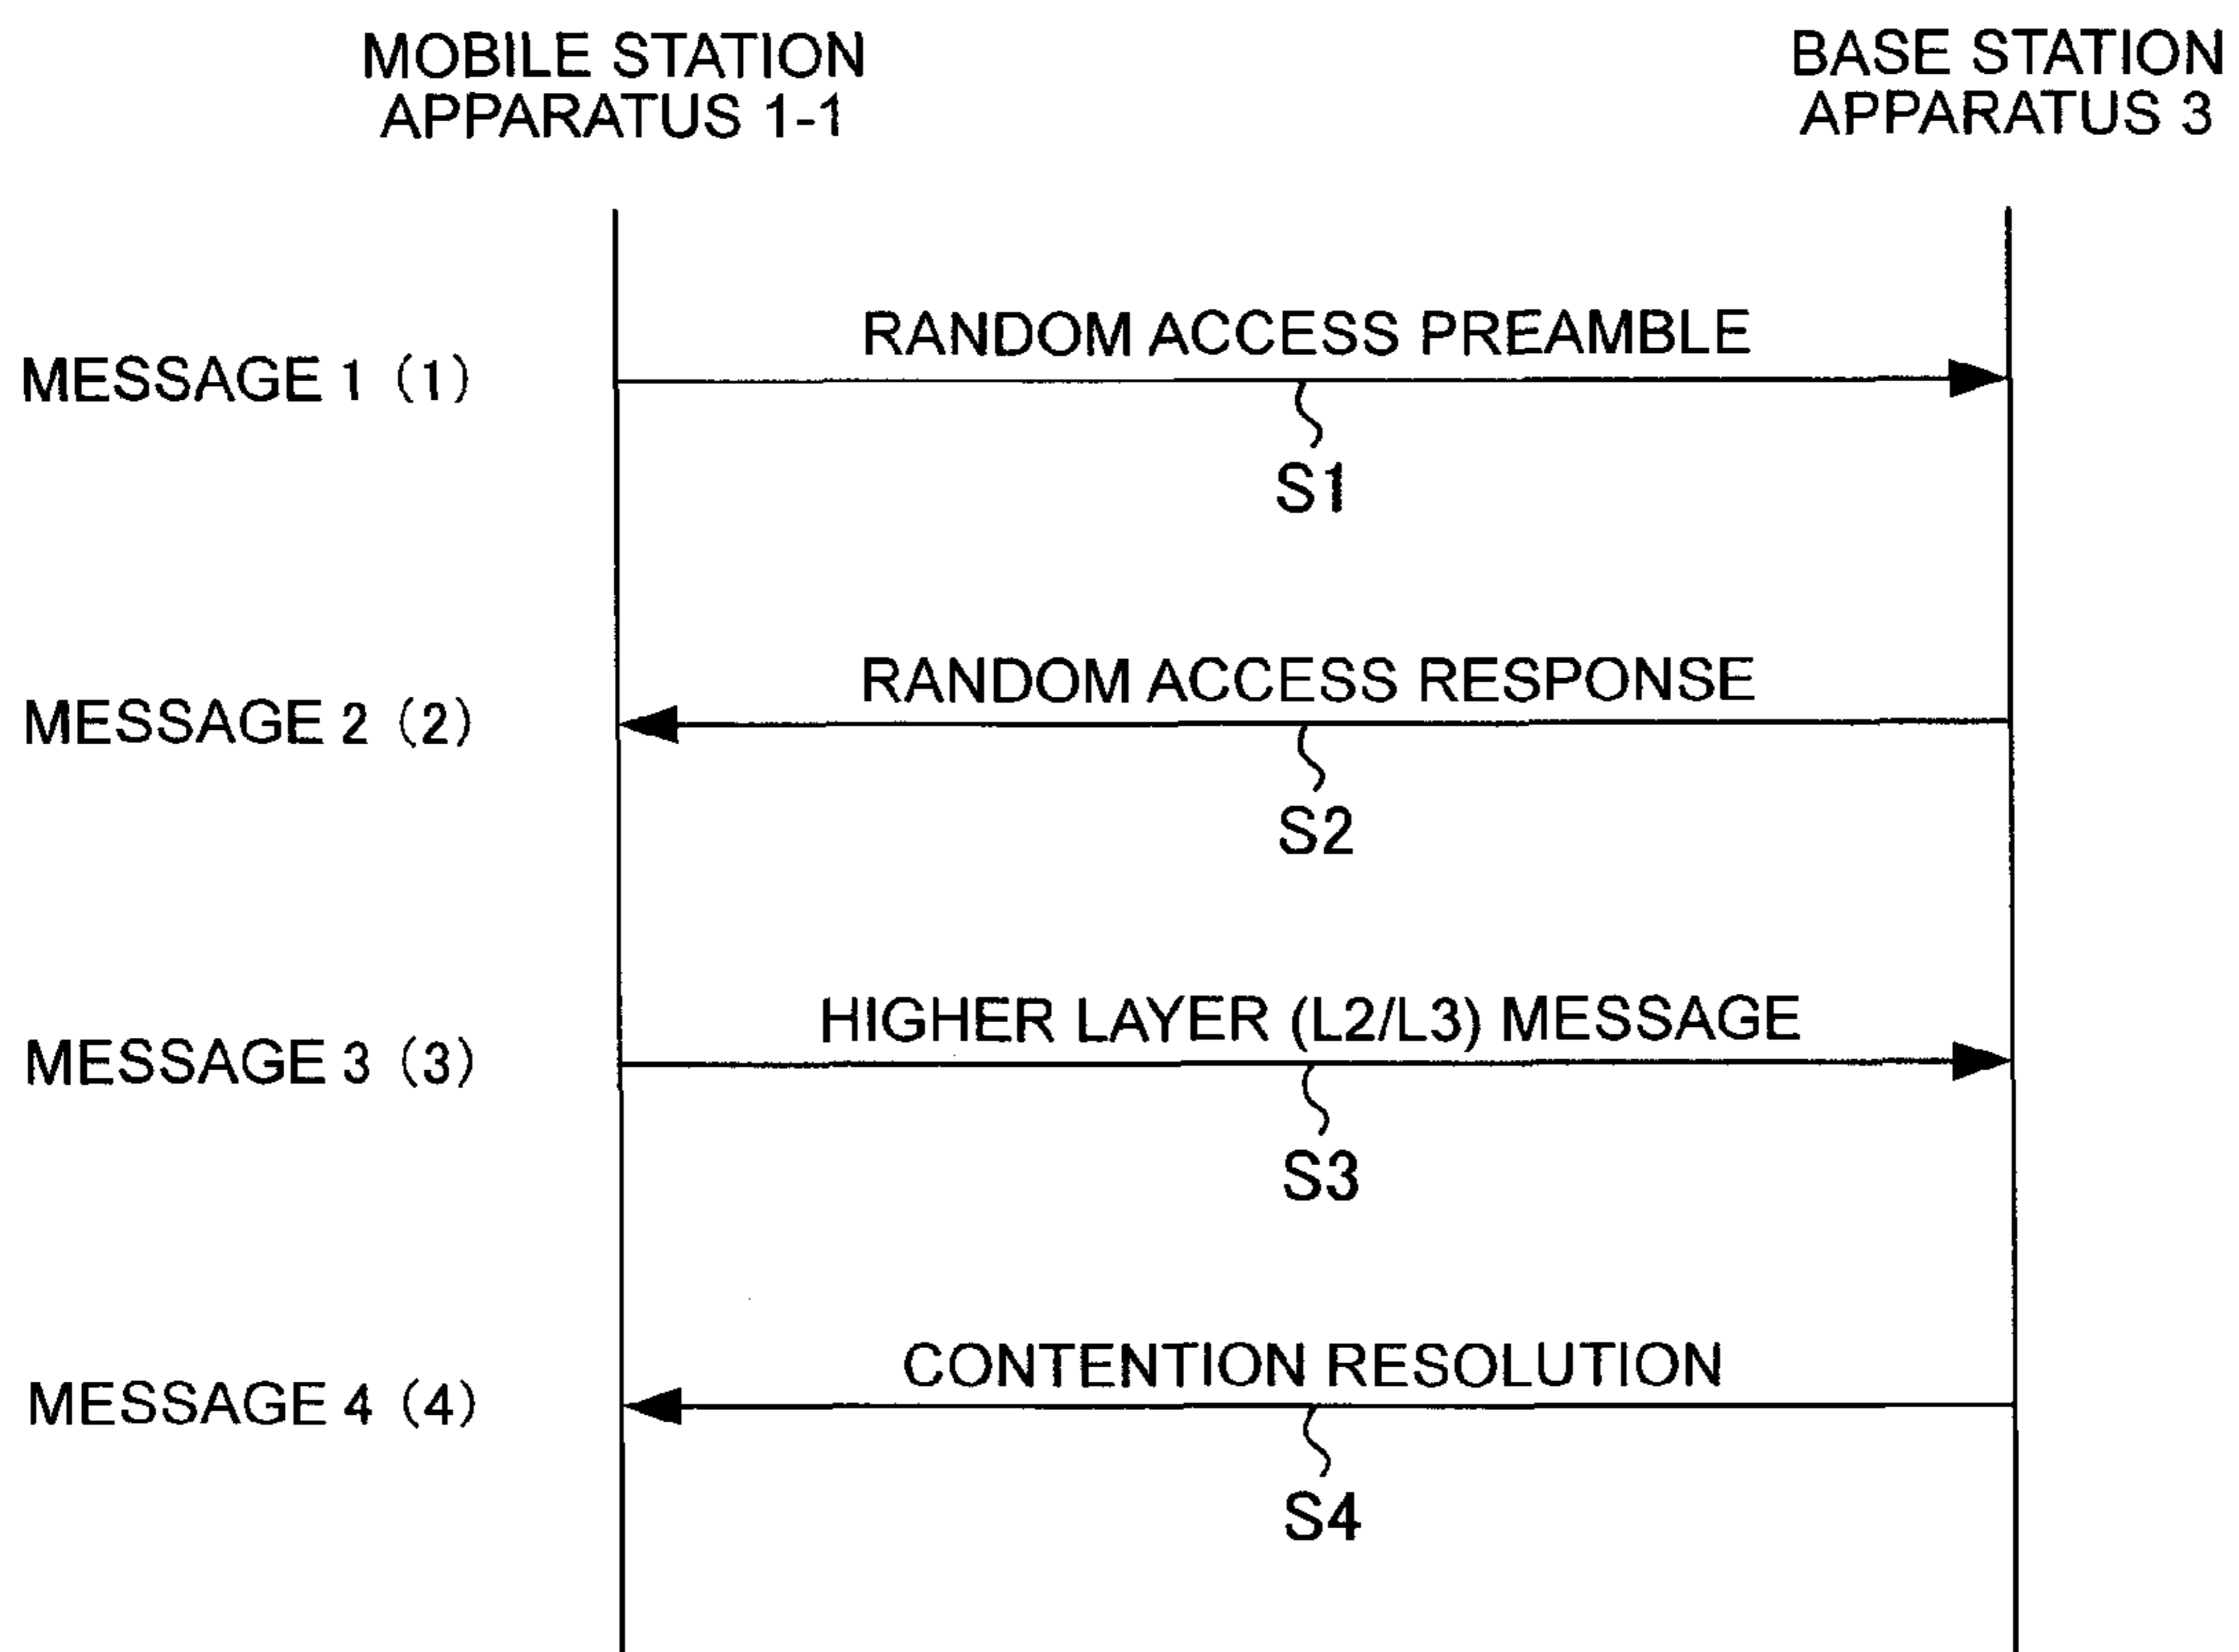 MOBILE STATION
APPARATUS 1-1
BASE STATION
APPARATUS 3
MESSAGE 1 (1)
RANDOM ACCESS PREAMBLE
S1
MESSAGE 2 (2)
RANDOM ACCESS RESPONSE
S2
MESSAGE 3 (3)
HIGHER LAYER (L2/L3) MESSAGE
S3
MESSAGE 4 (4)
CONTENTION RESOLUTION
S4